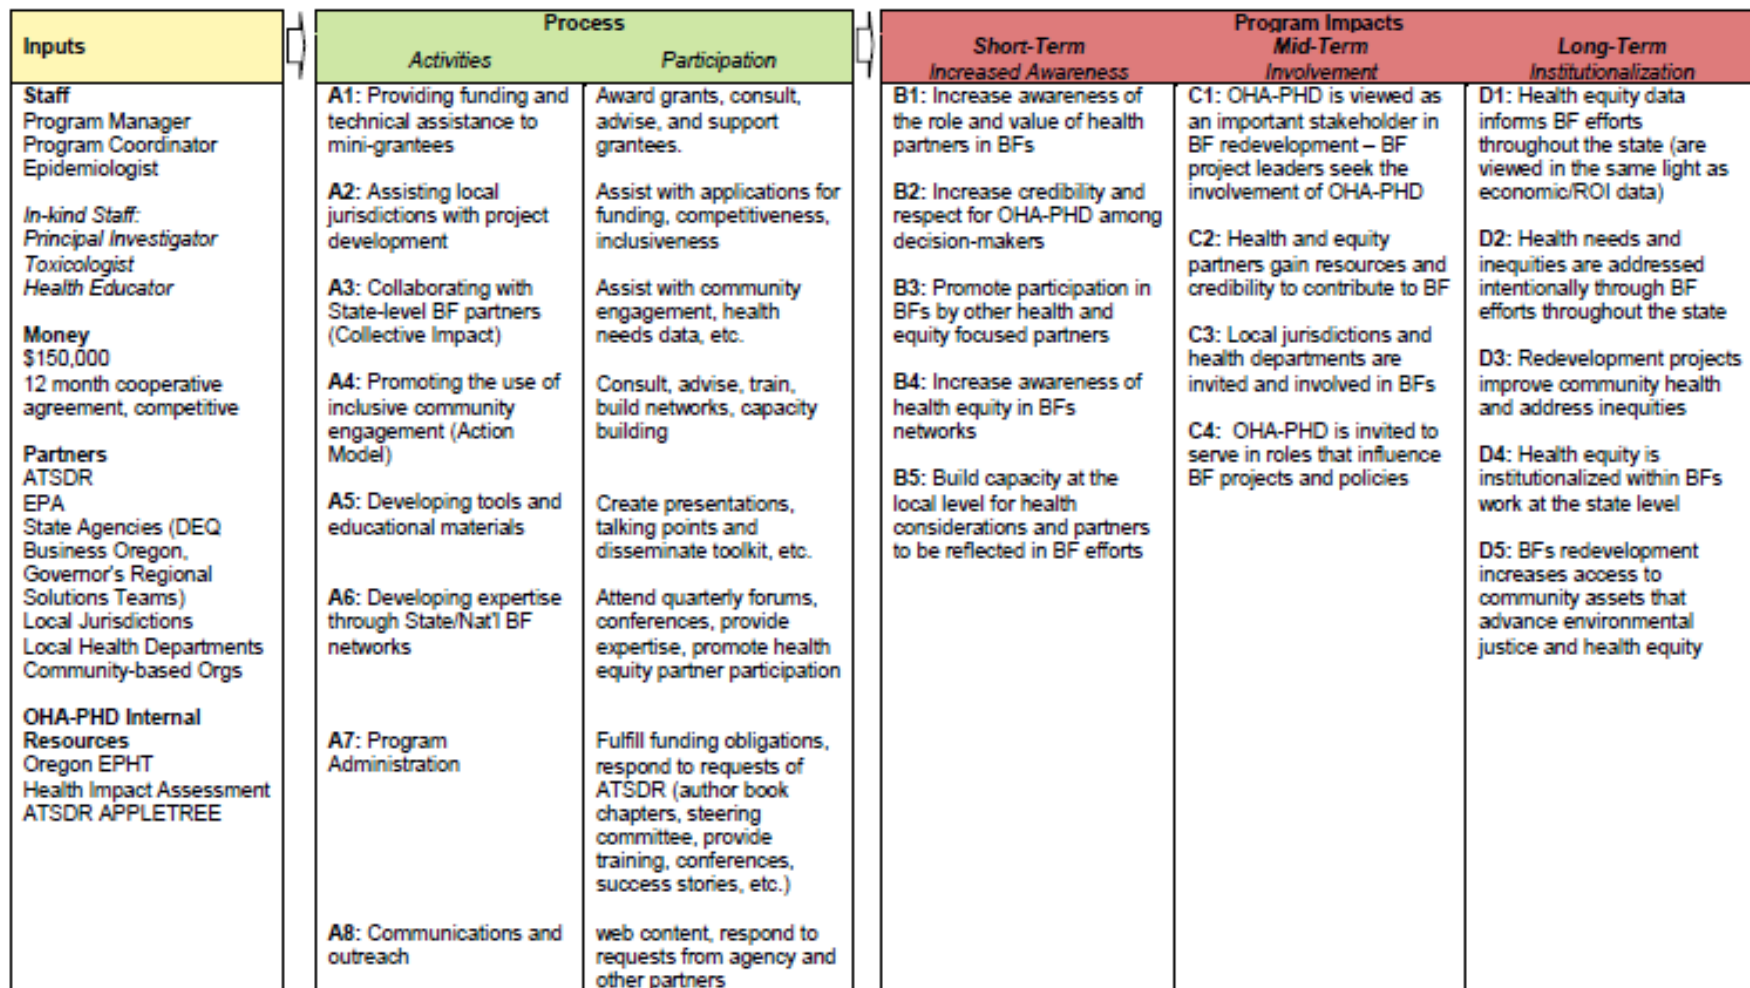 Inputs
Staff
Program Manager
Program Coordinator
Epidemiologist
In-kind Staff:
Principal Investigator
Toxicologist
Health Educator
Money
$150,000
12 month cooperative
agreement, competitive
Partners
ATSDR
EPA
State Agencies (DEQ
Business Oregon,
Governor's Regional
Solutions Teams)
Local Jurisdictions
Local Health Departments
Community-based Orgs
OHA-PHD Internal
Resources
Oregon EPHT
Health Impact Assessment
ATSDR APPLETREE
Process
Activities
A1: Providing funding and
technical assistance to
mini-grantees
A2: Assisting local
jurisdictions with project
development
A3: Collaborating with
State-level BF partners
(Collective Impact)
A4: Promoting the use of
inclusive community
engagement (Action
Model)
A5: Developing tools and
educational materials
A6: Developing expertise
through State/Nat'l BF
networks
A7: Program
Administration
A8: Communications and
outreach
Participation
Award grants, consult,
advise, and support
grantees.
Assist with applications for
funding, competitiveness,
inclusiveness
Assist with community
engagement, health
needs data, etc.
Consult, advise, train,
build networks, capacity
building
Create presentations,
talking points and
disseminate toolkit, etc.
Attend quarterly forums,
conferences, provide
expertise, promote health
equity partner participation
Fulfill funding obligations,
respond to requests of
ATSDR (author book
chapters, steering
committee, provide
training, conferences,
success stories, etc.)
web content, respond to
requests from agency and
other partners
Program Impacts
Short-Term
Increased Awareness
B1: Increase awareness of
the role and value of health
partners in BFs
B2: Increase credibility and
respect for OHA-PHD among
decision-makers
B3: Promote participation in
BFs by other health and
equity focused partners
B4: Increase awareness of
health equity in BFs
networks
B5: Build capacity at the
local level for health
considerations and partners
to be reflected in BF efforts
Mid-Term
Involvement
C1: OHA-PHD is viewed as
an important stakeholder in
BF redevelopment – BF
project leaders seek the
involvement of OHA-PHD
C2: Health and equity
partners gain resources and
credibility to contribute to BF
C3: Local jurisdictions and
health departments are
invited and involved in BFs
C4: OHA-PHD is invited to
serve in roles that influence
BF projects and policies
Long-Term
Institutionalization
D1: Health equity data
informs BF efforts
throughout the state (are
viewed in the same light as
economic/ROI data)
D2: Health needs and
inequities are addressed
intentionally through BF
efforts throughout the state
D3: Redevelopment projects
improve community health
and address inequities
D4: Health equity is
institutionalized within BFs
work at the state level
D5: BFs redevelopment
increases access to
community assets that
advance environmental
justice and health equity